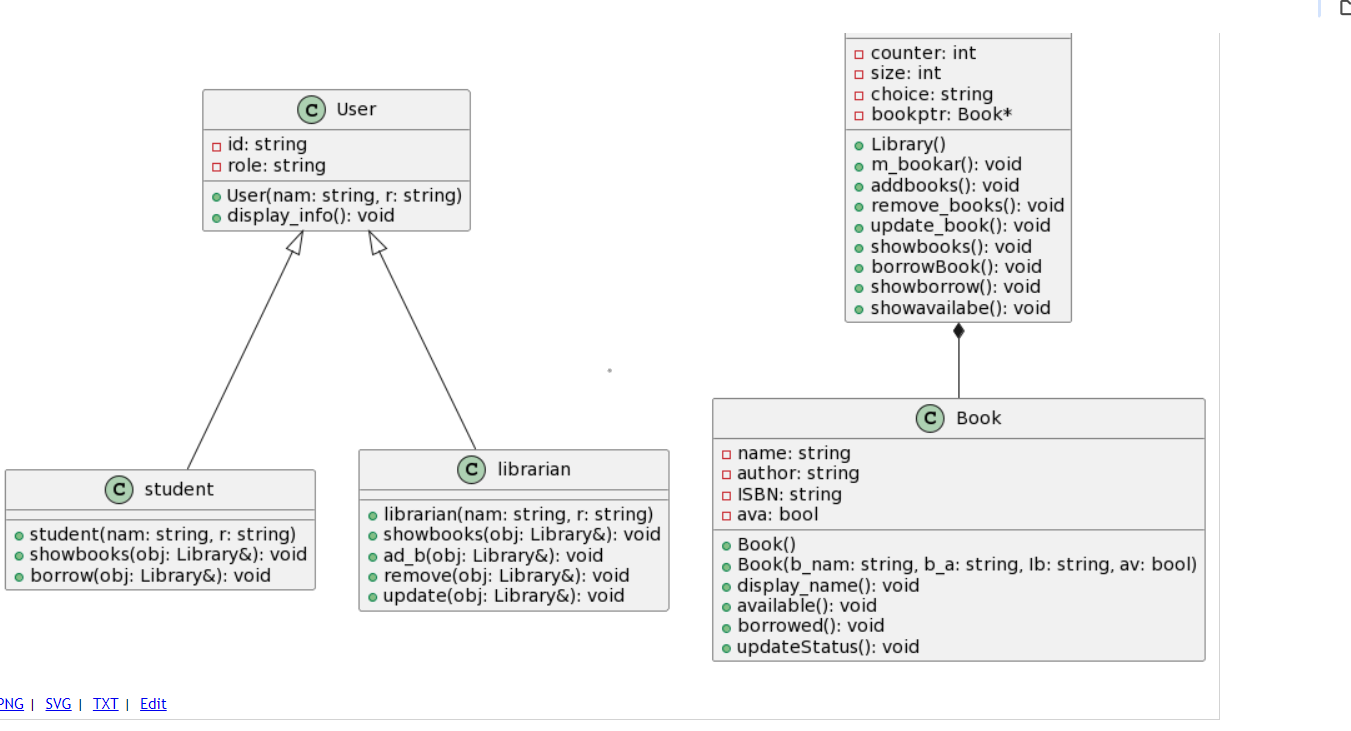 C User
id: string
role: string
User(nam: string, r: string)
display_info(): void
counter: int
size: int
choice: string
bookptr: Book*
Library()
m_bookar(): void
addbooks(): void
remove_books(): void
update_book(): void
showbooks(): void
borrowBook(): void
showborrow(): void
showavailabe(): void
C student
student(nam: string, r: string)
showbooks(obj: Library&): void
borrow(obj: Library&): void
C librarian
librarian(nam: string, r: string)
showbooks(obj: Library&): void
ad_b(obj: Library&): void
remove(obj: Library&): void
update(obj: Library&): void
C Book
name: string
author: string
ISBN: string
ava: bool
Book()
Book(b_nam: string, b_a: string, Ib: string, av: bool)
display_name(): void
available(): void
borrowed(): void
updateStatus(): void
PNG | SVG | TXT | Edit